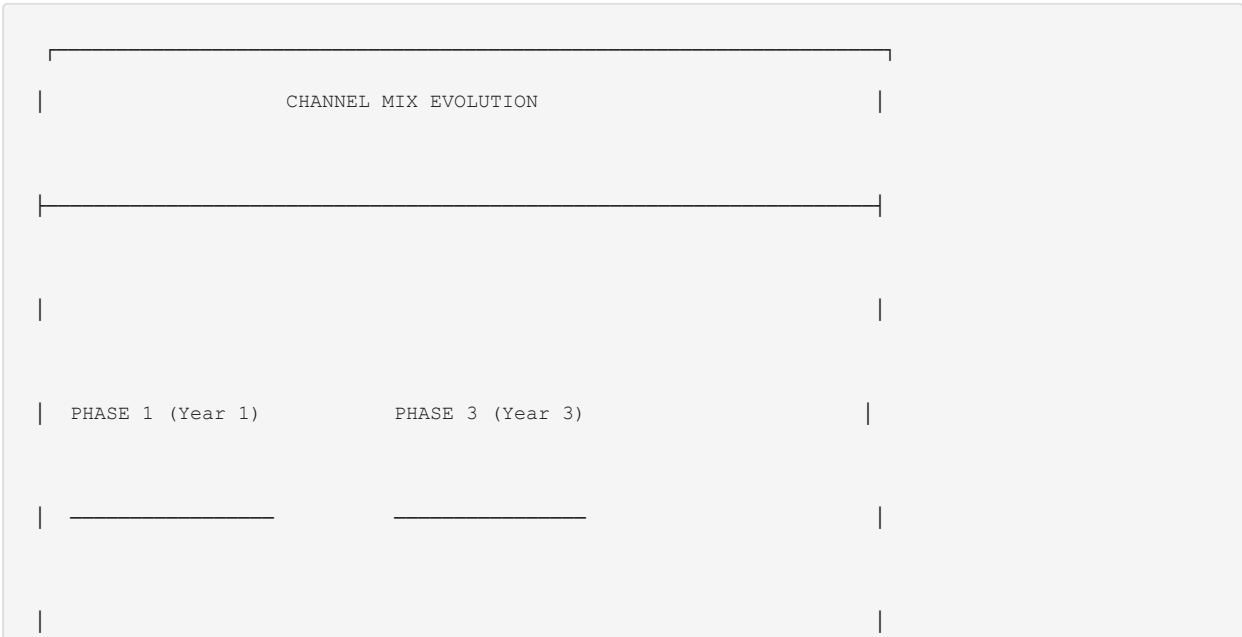 CHANNEL MIX EVOLUTION
PHASE 1 (Year 1) PHASE 3 (Year 3)